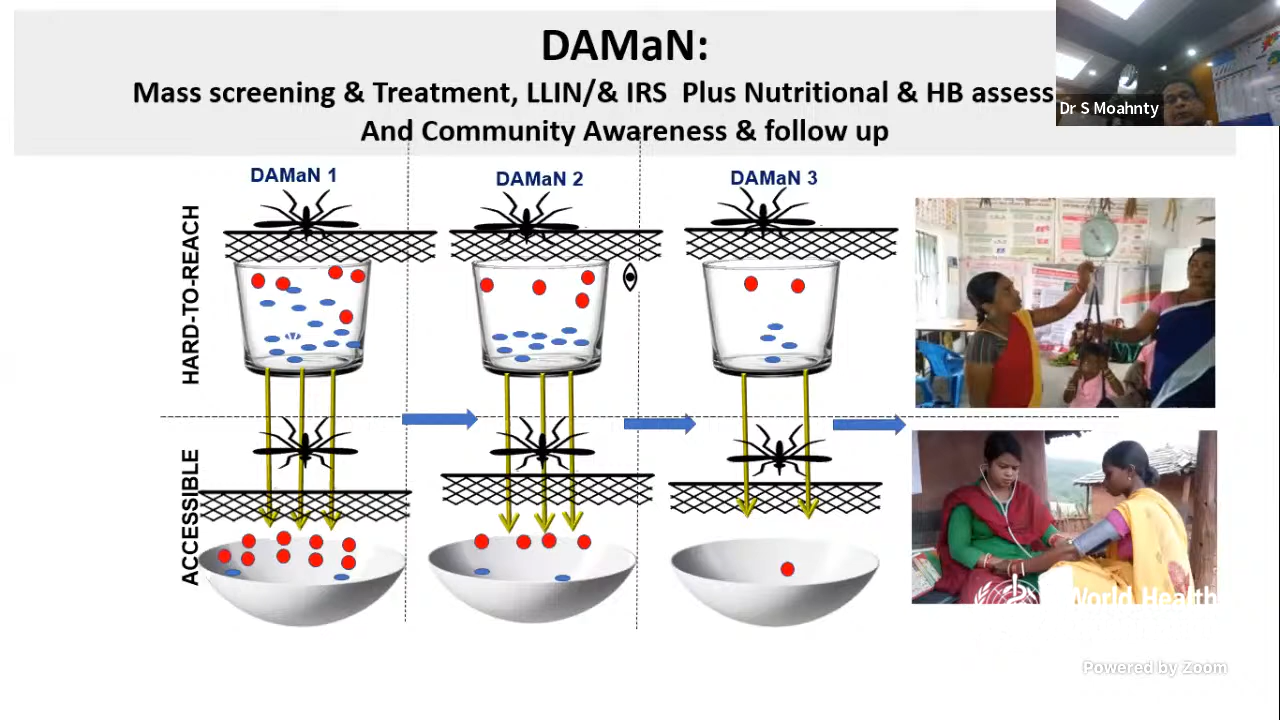 DAMaN:
Mass screening & Treatment, LLIN/& IRS Plus Nutritional & HB assess
And Community Awareness & follow up
Dr S Moahnty
DAMaN 1
DAMaN 2
DAMaN 3
HARD-TO-REACH
ACCESSIBLE
World Health
Powered by Zoom